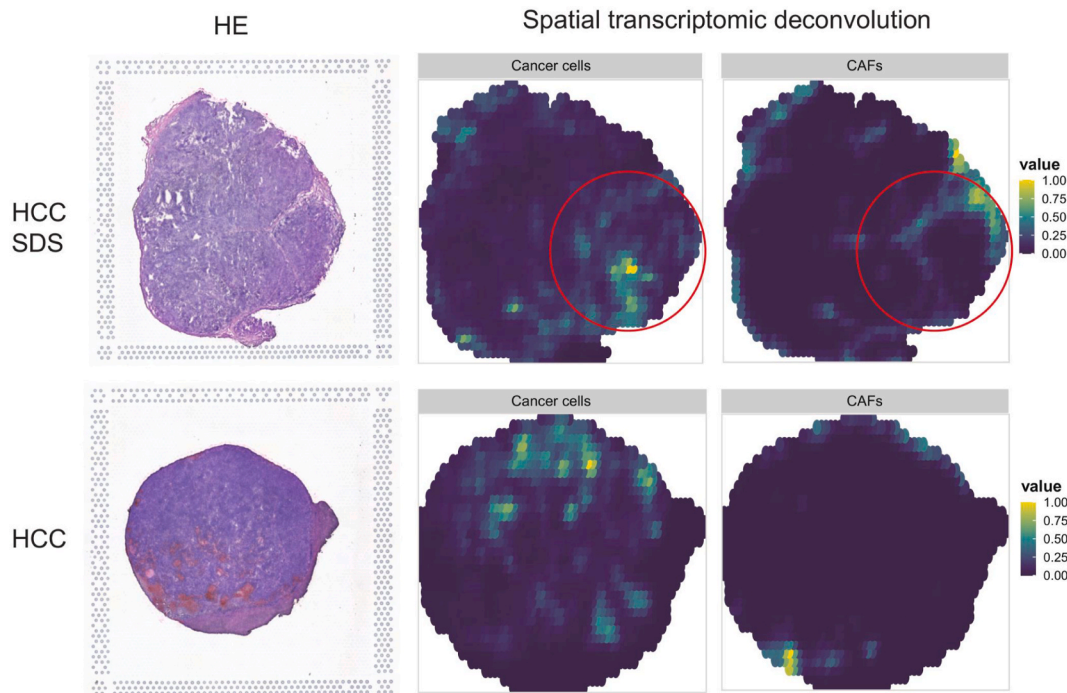 HE
Spatial transcriptomic deconvolution
Cancer cells
CAFs
HCC
SDS
value
1.00
0.75
0.50
0.25
0.00
Cancer cells
CAFs
HCC
value
1.00
0.75
0.50
0.25
0.00